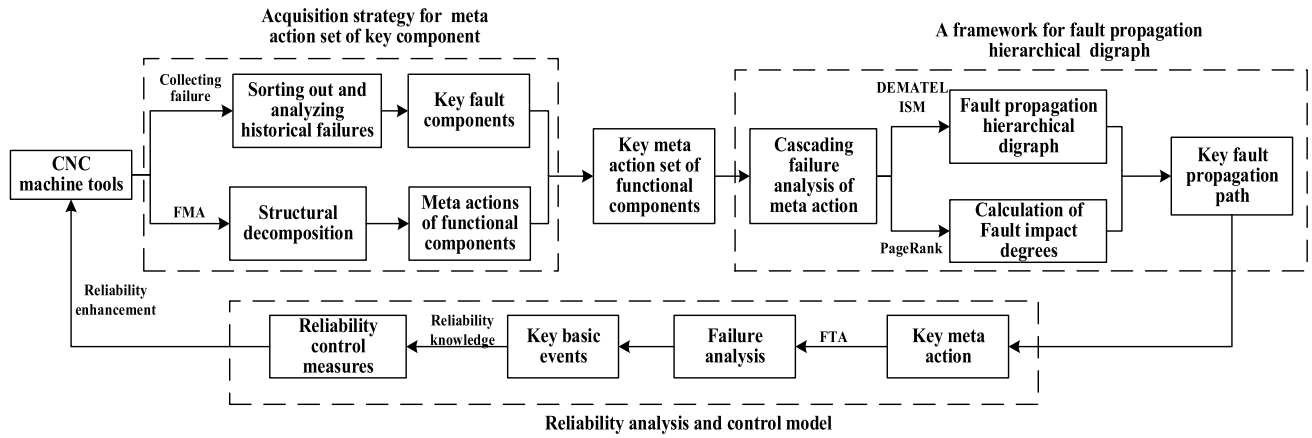 Acquisition strategy for meta
action set of key component
Collecting
failure
Sorting out and
analyzing
historical failures
Key fault
components
CNC
machine tools
FMA
Structural
decomposition
Meta actions
of functional
components
Key meta
action set of
functional
components
A framework for fault propagation
hierarchical digraph
Cascading
failure
analysis of
meta action
DEMATEL
ISM
Fault propagation
hierarchical
digraph
PageRank
Calculation of
Fault impact
degrees
Key fault
propagation
path
Reliability
enhancement
Reliability
control
measures
Reliability
knowledge
Key basic
events
Failure
analysis
FTA
Key meta
action
Reliability analysis and control model